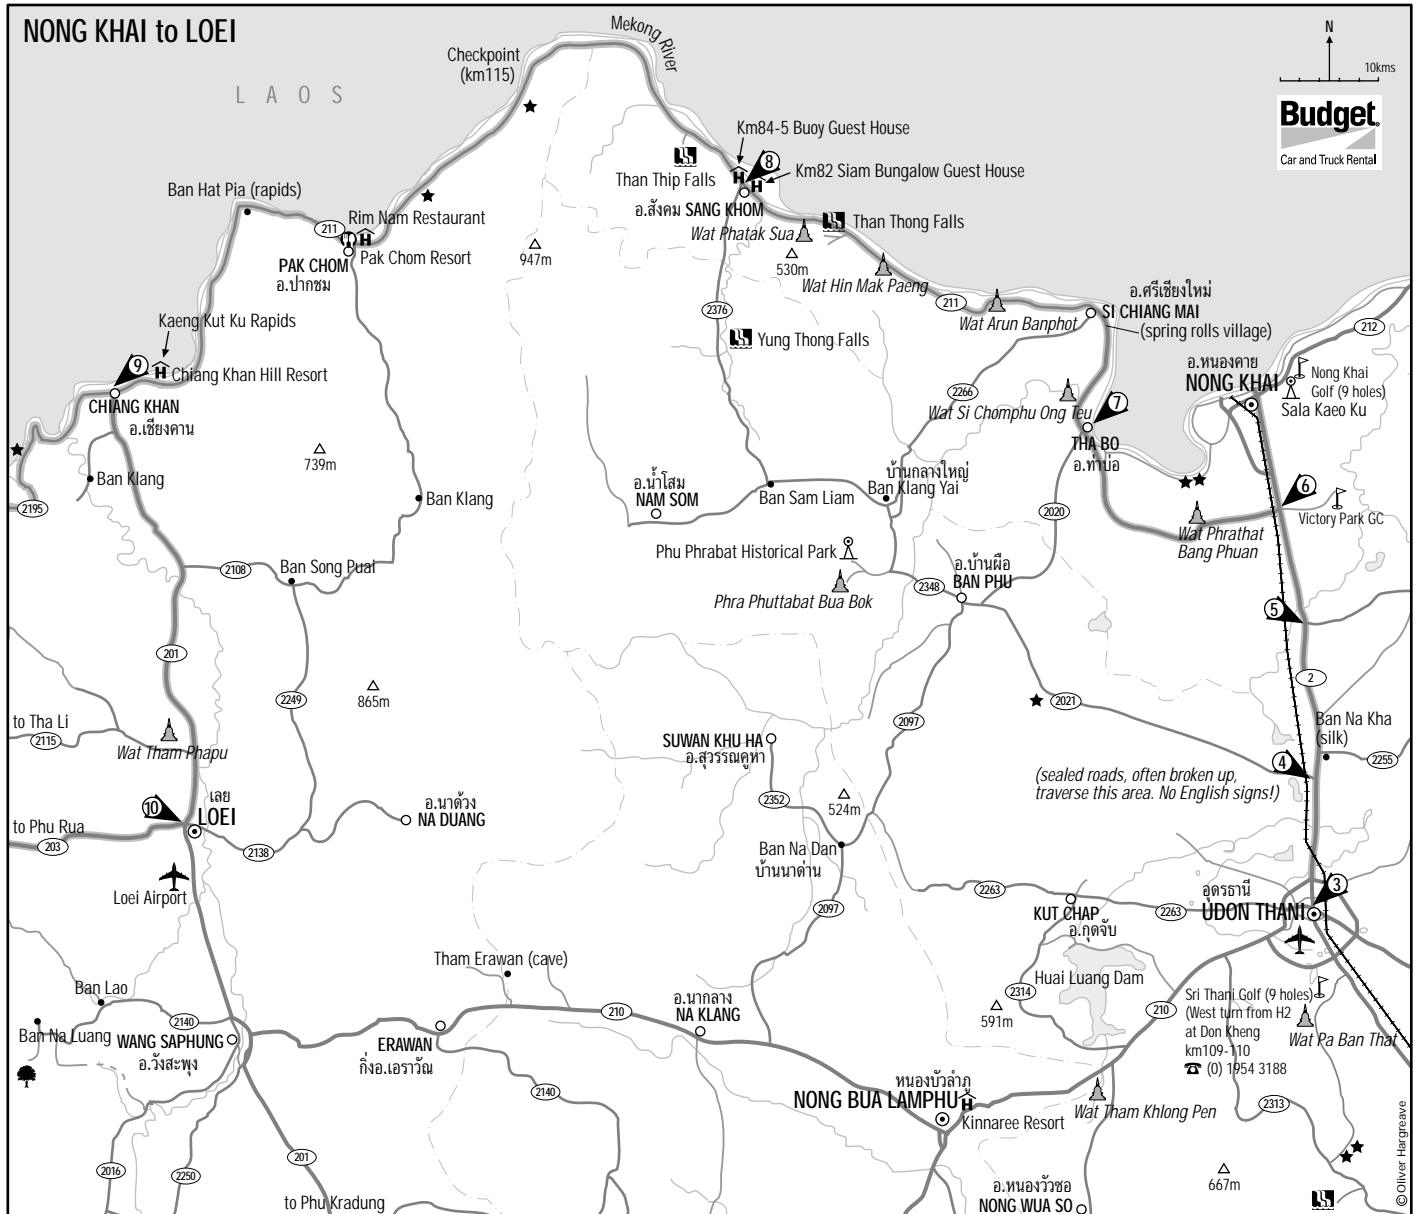 NONG KHAI to LOEI
LAOS
Checkpoint
(km115)
Mekong River
N
10kms
Budget
Car and Truck Rental
Km84-5 Buoy Guest House
8
Km82 Siam Bungalow Guest House
Than Thip Falls
อ.สังคม SANG KHOM
Wat Phatak Sua
Than Thong Falls
Ban Hat Pia (rapids)
211
Rim Nam Restaurant
PAK CHOM
อ.ปากชม
Pak Chom Resort
947m
530m
Wat Hin Mak Paeng
211
Wat Arun Banphot
อ.ศรีเชียงใหม่
SI CHIANG MAI
(spring rolls village)
212
2376
Yung Thong Falls
Kaeng Kut Ku Rapids
9
Chiang Khan Hill Resort
CHIANG KHAN
อ.เชียงคาน
อ.หนองคาย
NONG KHAI
Nong Khai
Golf (9 holes)
Sala Kaeo Ku
2266
Wat Si Chomphu Ong Teu
7
THA BO
อ.ท่าบ่อ
739m
Ban Klang
Ban Klang
2195
อ.น้ำโสม
NAM SOM
Ban Sam Liam
บ้านกลางใหญ่
Ban Klang Yai
2020
6
Victory Park GC
Wat Phrathat
Bang Phuan
Phu Phrabat Historical Park
Phra Phuttabat Bua Bok
2348
อ.บ้านผือ
BAN PHU
2108
Ban Song Puai
5
201
2249
865m
2
2021
2097
to Tha Li
2115
Wat Tham Phapu
SUWAN KHU HA
อ.สุวรรณคูหา
Ban Na Kha
(silk)
2255
4
(sealed roads, often broken up,
traverse this area. No English signs!)
2352
524m
10
เลย
LOEI
อ.นาด้วง
NA DUANG
to Phu Rua
203
2138
Ban Na Dan
บ้านนาด่าน
Loei Airport
2097
2263
KUT CHAP
อ.กุดจับ
2263
อุดรธานี
UDON THANI
3
Tham Erawan (cave)
Huai Luang Dam
2314
591m
210
Sri Thani Golf (9 holes)
(West turn from H2
at Don Kheng
km109-110
(0) 1954 3188
Wat Pa Ban That
Ban Lao
Ban Na Luang
2140
WANG SAPHUNG
อ.วังสะพุง
ERAWAN
กิ่งอ.เอราวัณ
210
อ.นากลาง
NA KLANG
2140
หนองบัวลำภู
NONG BUA LAMPHU
Kinnaree Resort
Wat Tham Khlong Pen
2313
2016
2250
201
to Phu Kradung
อ.หนองวัวซอ
NONG WUA SO
667m
© Oliver Hargreave